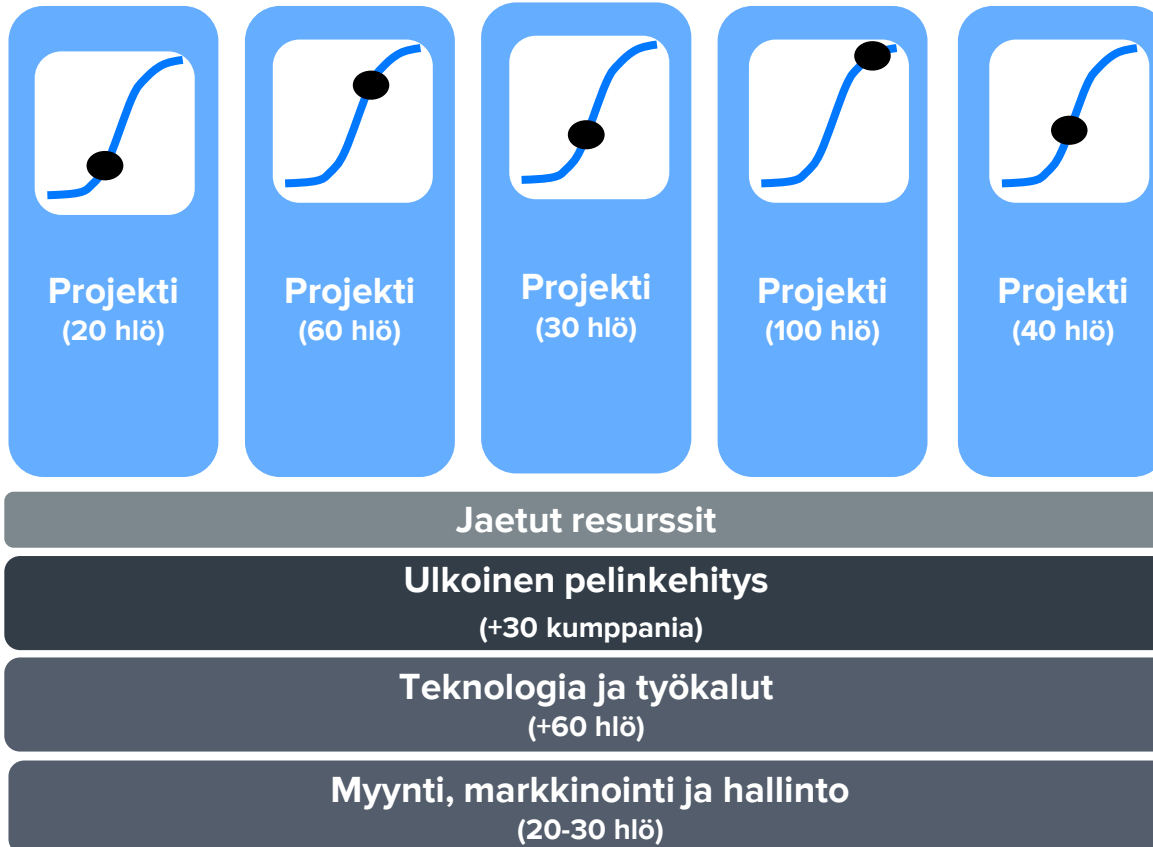 Projekti
(20 hlö)
Projekti
(60 hlö)
Projekti
(30 hlö)
Projekti
(100 hlö)
Projekti
(40 hlö)
Jaetut resurssit
Ulkoinen pelinkehitys
(+30 kumppania)
Teknologia ja työkalut
(+60 hlö)
Myynti, markkinointi ja hallinto
(20-30 hlö)